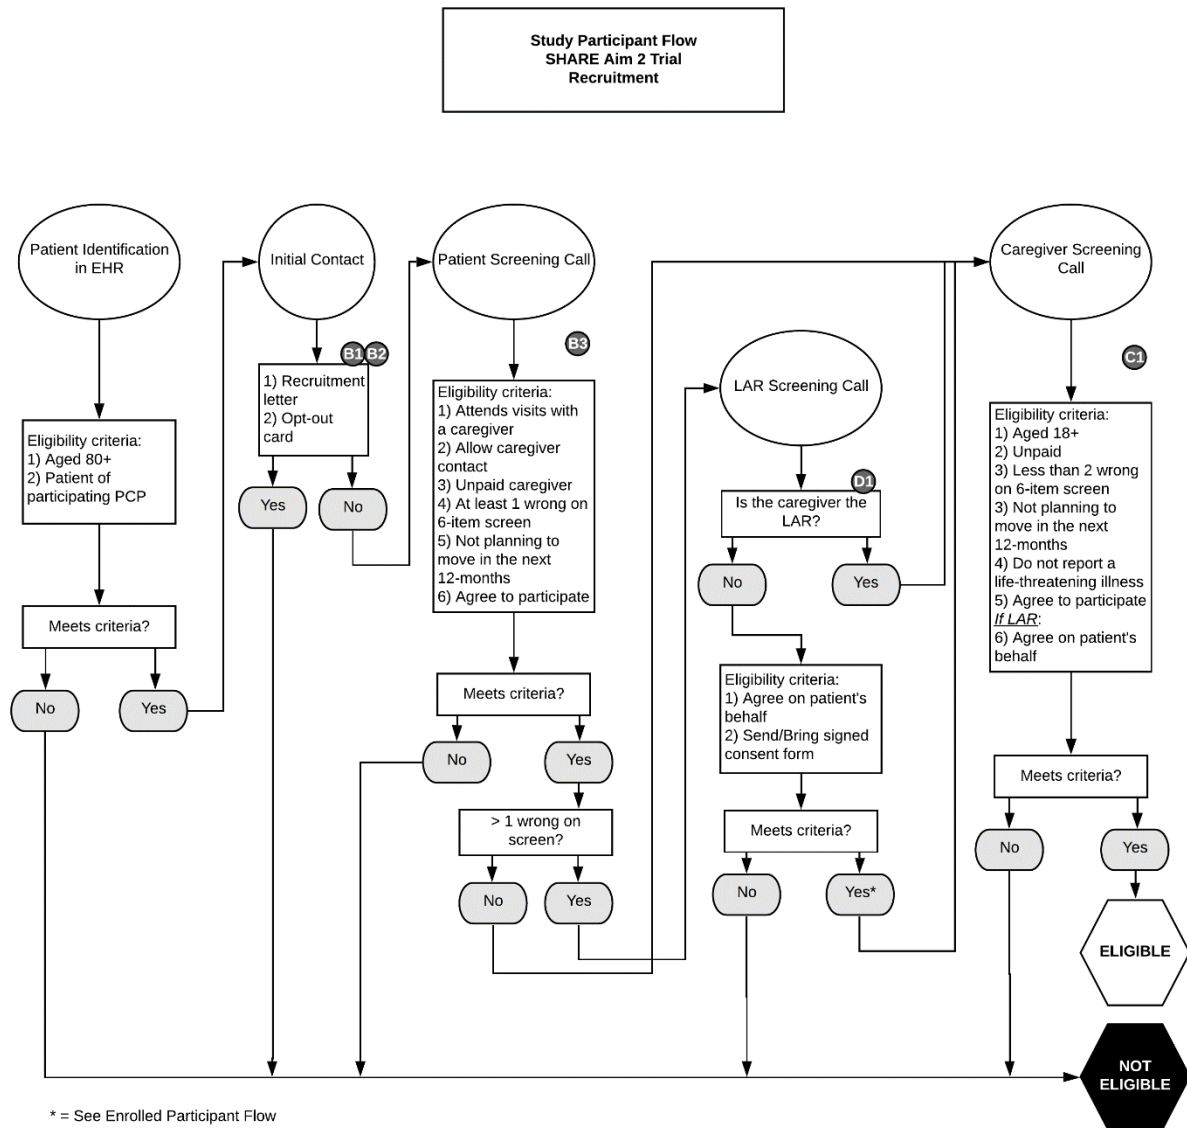 Study Participant Flow
SHARE Aim 2 Trial
Recruitment
Patient Identification
in EHR
Eligibility criteria:
1) Aged 80+
2) Patient of
participating PCP
Meets criteria?
No
Yes
Initial Contact
B1
B2
1) Recruitment
letter
2) Opt-out
card
Yes
No
Patient Screening Call
B3
Eligibility criteria:
1) Attends visits with
a caregiver
2) Allow caregiver
contact
3) Unpaid caregiver
4) At least 1 wrong on
6-item screen
5) Not planning to
move in the next
12-months
6) Agree to participate
Meets criteria?
No
Yes
> 1 wrong on
screen?
No
Yes
LAR Screening Call
D1
Is the caregiver the
LAR?
No
Yes
Eligibility criteria:
1) Agree on patient's
behalf
2) Send/Bring signed
consent form
Meets criteria?
No
Yes*
Caregiver Screening
Call
C1
Eligibility criteria:
1) Aged 18+
2) Unpaid
3) Less than 2 wrong
on 6-item screen
3) Not planning to
move in the next
12-months
4) Do not report a
life-threatening illness
5) Agree to participate
If LAR:
6) Agree on patient's
behalf
Meets criteria?
No
Yes
ELIGIBLE
NOT
ELIGIBLE
* = See Enrolled Participant Flow